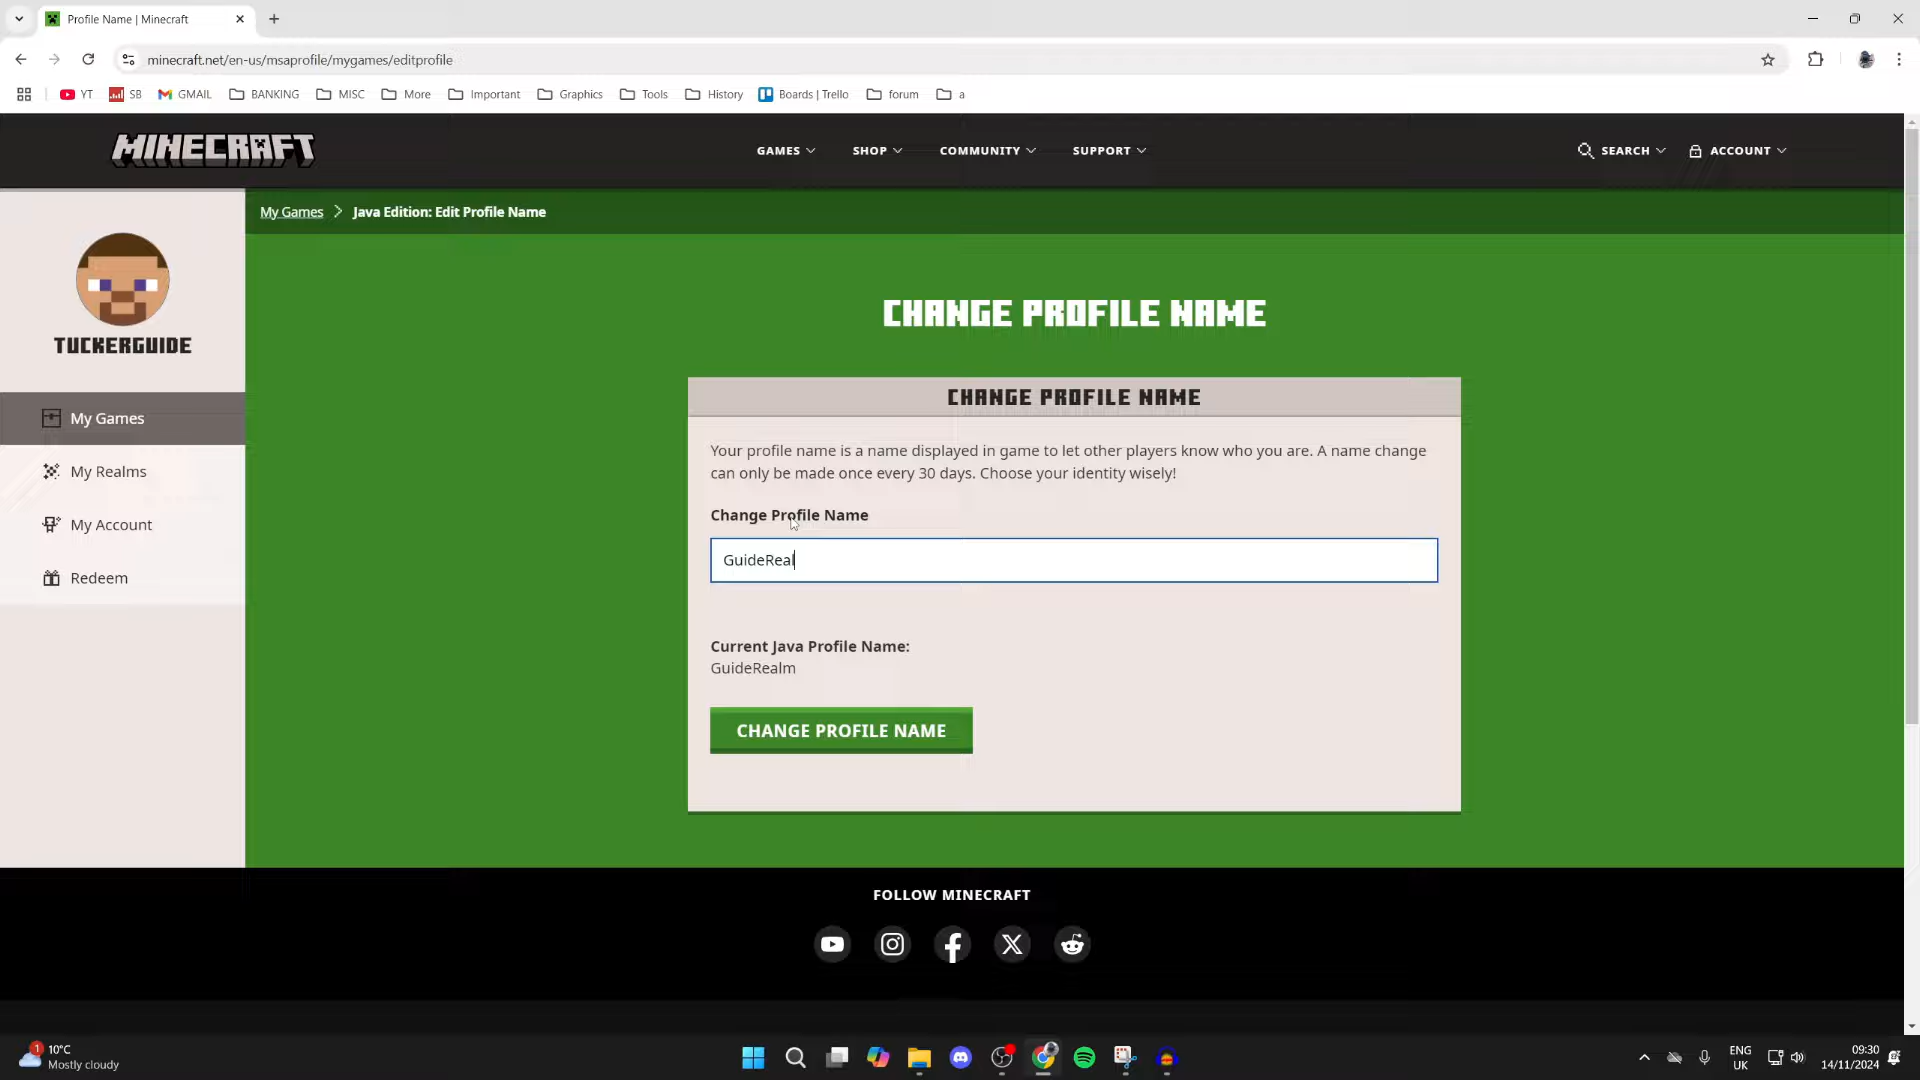 Profile Name | Minecraft
minecraft.net/en-us/msaprofile/mygames/editprofile
YT SB GMAIL BANKING MISC More Important Graphics Tools History Boards | Trello forum a
MINECRAFT GAMES SHOP COMMUNITY SUPPORT SEARCH ACCOUNT
My Games Java Edition: Edit Profile Name
TUCKERGUIDE
My Games
My Realms
My Account
Redeem
CHANGE PROFILE NAME
CHANGE PROFILE NAME
Your profile name is a name displayed in game to let other players know who you are. A name change
can only be made once every 30 days. Choose your identity wisely!
Change Profile Name
GuideReal
Current Java Profile Name:
GuideRealm
CHANGE PROFILE NAME
FOLLOW MINECRAFT
1
10°C
Mostly cloudy
ENG
UK
09:30
14/11/2024